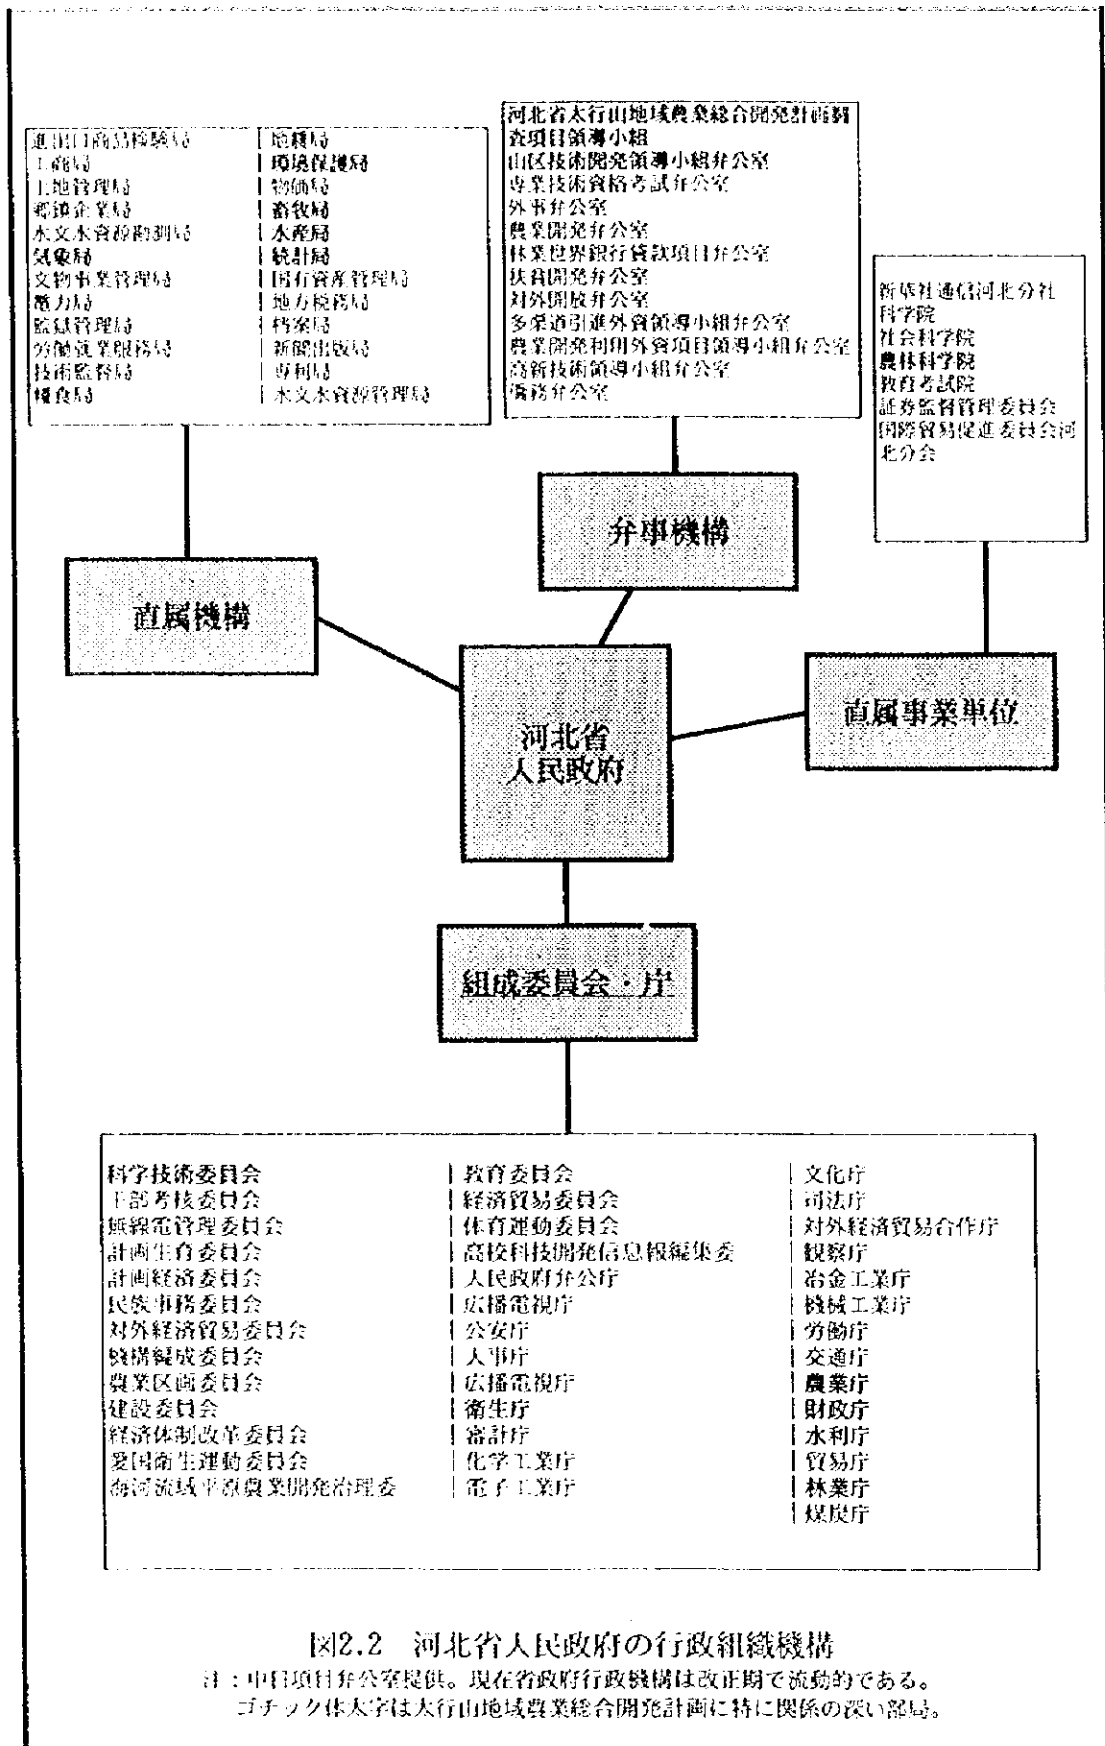 進出口商品検験局
工商局
土地管理局
郷鎮企業局
水文水資源勘測局
気象局
文物事業管理局
電力局
監獄管理局
労働就業服務局
技術監督局
糧食局
環境保護局
物価局
畜牧局
水産局
統計局
国有資産管理局
地方税務局
档案局
新聞出版局
専利局
水文水資源管理局
河北省太行山地域農業総合開発計画調
査項目領導小組
山区技術開発領導小組弁公室
専業技術資格考試弁公室
外事弁公室
農業開発弁公室
林業世界銀行貸款項目弁公室
扶貧開発弁公室
対外開放弁公室
多渠道引進外資領導小組弁公室
農業開発利用外資項目領導小組弁公室
高新技術領導小組弁公室
僑務弁公室
新華社通信河北分社
科学院
社会科学院
農林科学院
教育考試院
証券監督管理委員会
国際貿易促進委員会河
北分会
弁事機構
直属機構
直属事業単位
河北省
人民政府
組成委員会・庁
科学技術委員会
干部考核委員会
無線電管理委員会
計画生育委員会
計画経済委員会
民族事務委員会
対外経済貿易委員会
機構編成委員会
農業区画委員会
建設委員会
経済体制改革委員会
愛国衛生運動委員会
海河流域平原農業開発治理委
教育委員会
経済貿易委員会
体育運動委員会
高校科技開発信息報編集委
人民政府弁公庁
広播電視庁
公安庁
人事庁
広播電視庁
衛生庁
審計庁
化学工業庁
電子工業庁
文化庁
司法庁
対外経済貿易合作庁
観察庁
冶金工業庁
機械工業庁
労働庁
交通庁
農業庁
財政庁
水利庁
貿易庁
林業庁
煤炭庁
図2.2 河北省人民政府の行政組織機構
注：中日項目弁公室提供。現在省政府行政機構は改正期で流動的である。
ゴチック体太字は太行山地域農業総合開発計画に特に関係の深い部局。